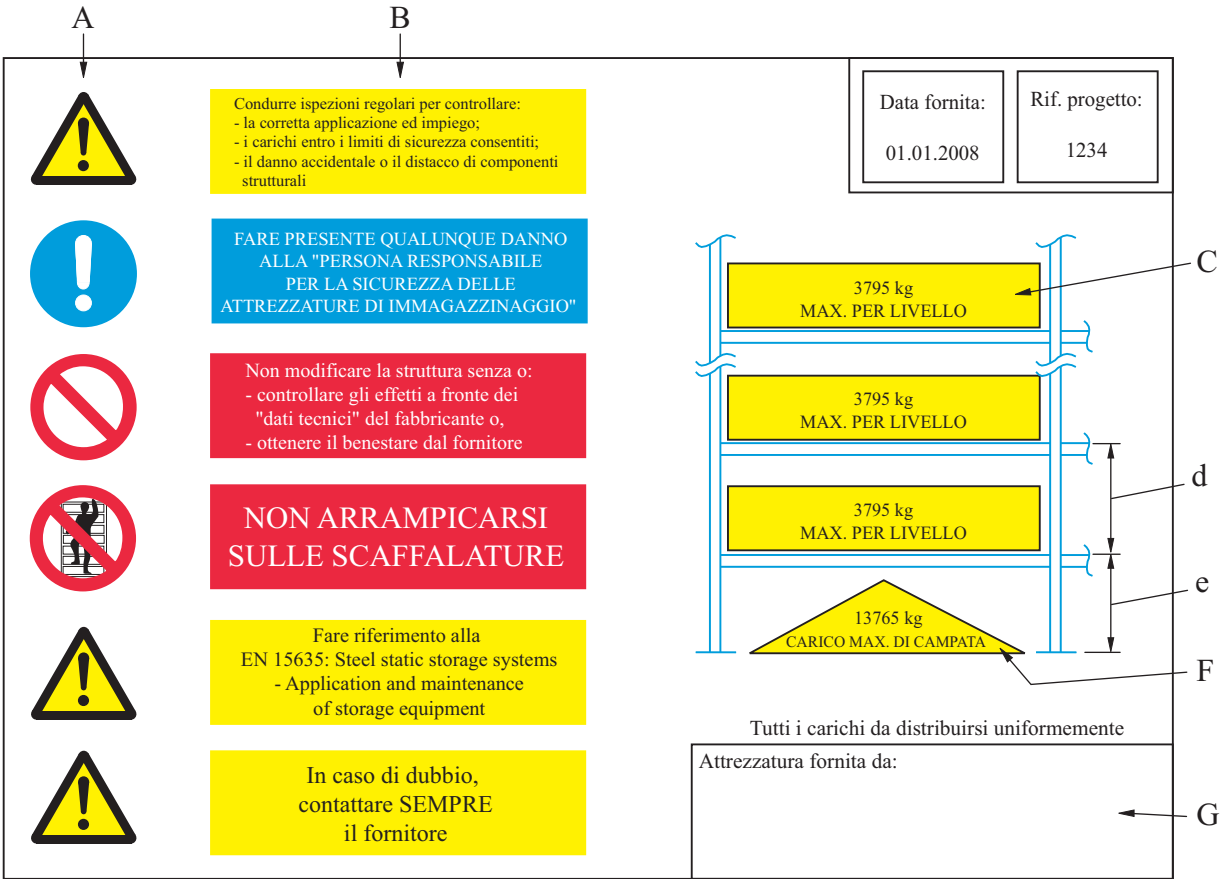 A
B
Condurre ispezioni regolari per controllare:
- la corretta applicazione ed impiego;
- i carichi entro i limiti di sicurezza consentiti;
- il danno accidentale o il distacco di componenti
strutturali
FARE PRESENTE QUALUNQUE DANNO
ALLA "PERSONA RESPONSABILE
PER LA SICUREZZA DELLE
ATTREZZATURE DI IMMAGAZZINAGGIO"
Non modificare la struttura senza o:
- controllare gli effetti a fronte dei
"dati tecnici" del fabbricante o,
- ottenere il benestare dal fornitore
NON ARRAMPICARSI
SULLE SCAFFALATURE
Fare riferimento alla
EN 15635: Steel static storage systems
- Application and maintenance
of storage equipment
In caso di dubbio,
contattare SEMPRE
il fornitore
Data fornita:
01.01.2008
Rif. progetto:
1234
C
3795 kg
MAX. PER LIVELLO
3795 kg
MAX. PER LIVELLO
d
3795 kg
MAX. PER LIVELLO
e
13765 kg
CARICO MAX. DI CAMPATA
F
Tutti i carichi da distribuirsi uniformemente
Attrezzatura fornita da:
G